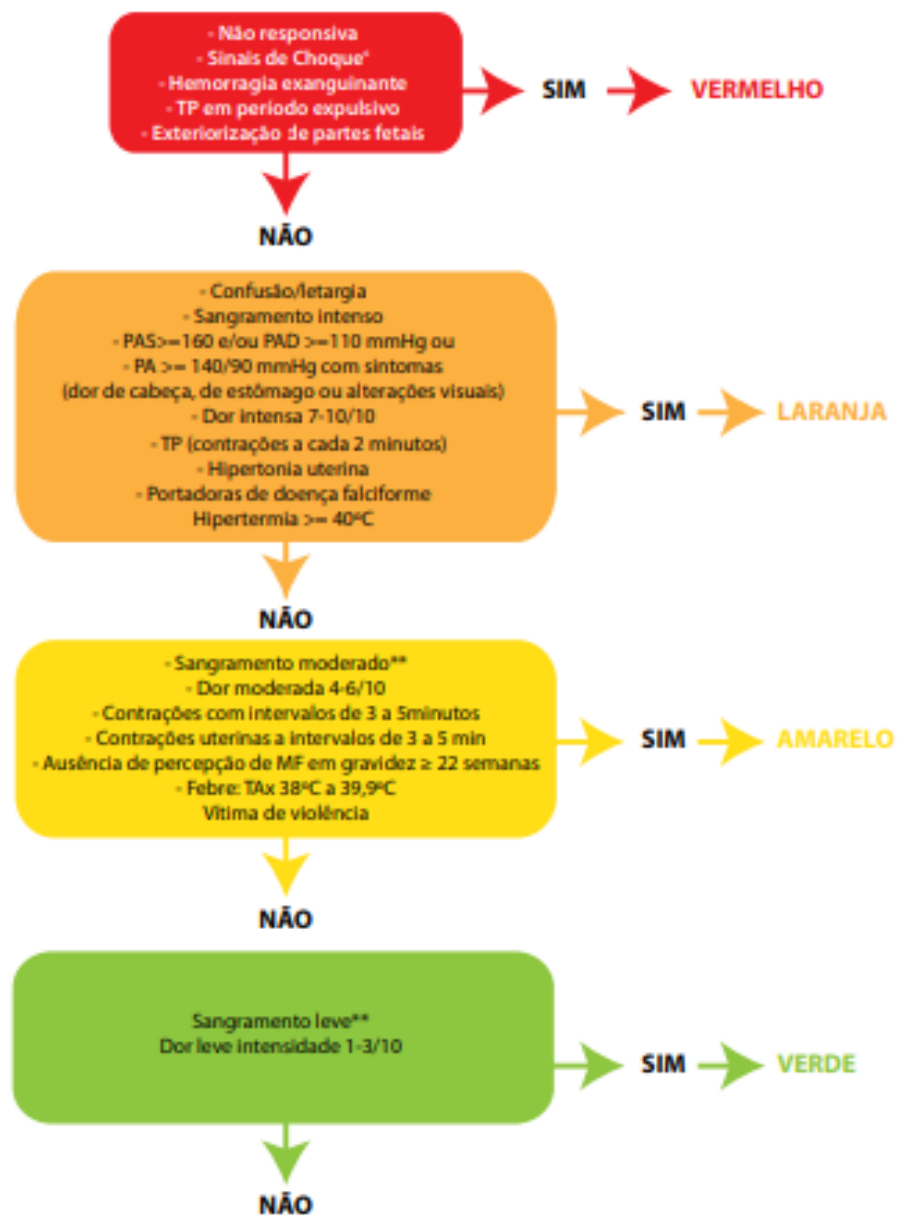 - Não responsiva
- Sinais de Choque*
- Hemorragia exanguinante
- TP em período expulsivo
- Exteriorização de partes fetais
SIM
VERMELHO
NÃO
- Confusão/letargia
- Sangramento intenso
- PAS>=160 e/ou PAD >=110 mmHg ou
- PA >= 140/90 mmHg com sintomas
(dor de cabeça, de estômago ou alterações visuais)
- Dor intensa 7-10/10
- TP (contrações a cada 2 minutos)
- Hipertonia uterina
- Portadoras de doença falciforme
Hipertermia >= 40ºC
SIM
LARANJA
NÃO
- Sangramento moderado**
- Dor moderada 4-6/10
- Contrações com intervalos de 3 a 5minutos
- Contrações uterinas a intervalos de 3 a 5 min
- Ausência de percepção de MF em gravidez ≥ 22 semanas
- Febre: TAx 38ºC a 39,9ºC
Vítima de violência
SIM
AMARELO
NÃO
Sangramento leve**
Dor leve intensidade 1-3/10
SIM
VERDE
NÃO